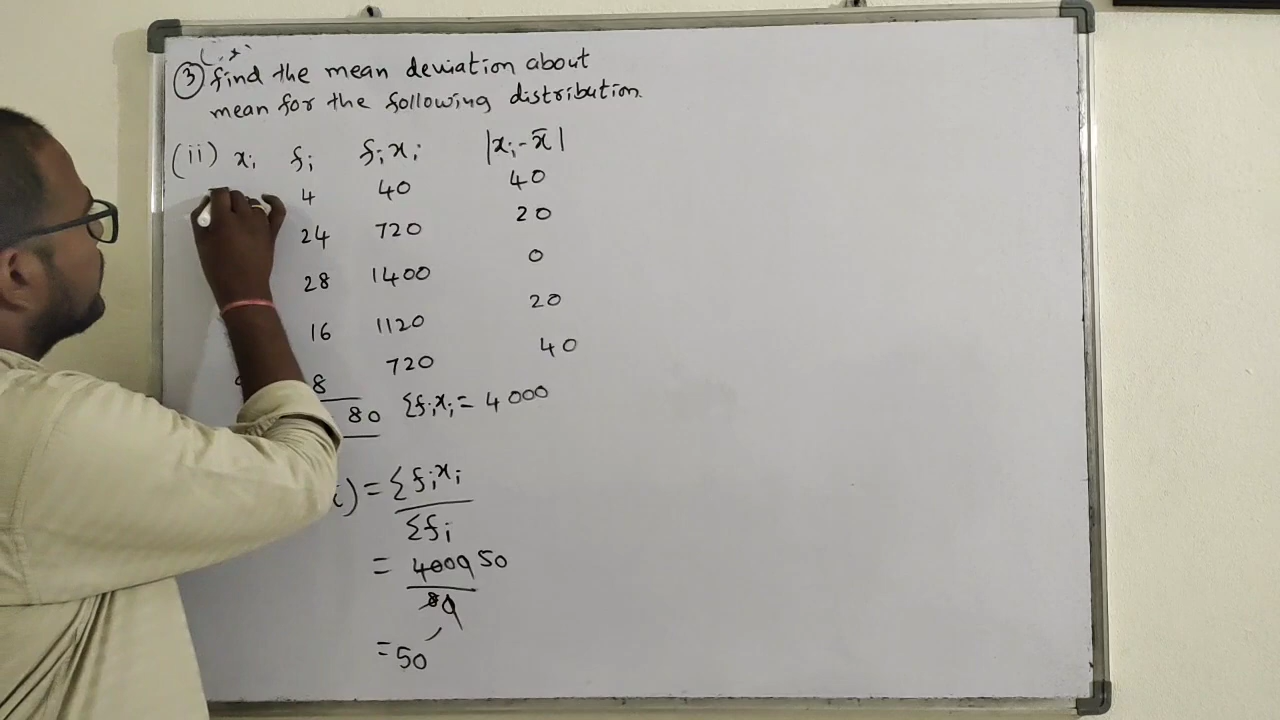 ③ find the mean deviation about
mean for the following distribution.
(ii) xᵢ fᵢ fᵢxᵢ |xᵢ-x̄|
4 40 40
24 720 20
28 1400 0
16 1120 20
8 720 40
80 Σfᵢxᵢ = 4000
) = Σfᵢxᵢ
Σfᵢ
= 4000 50
80
= 50